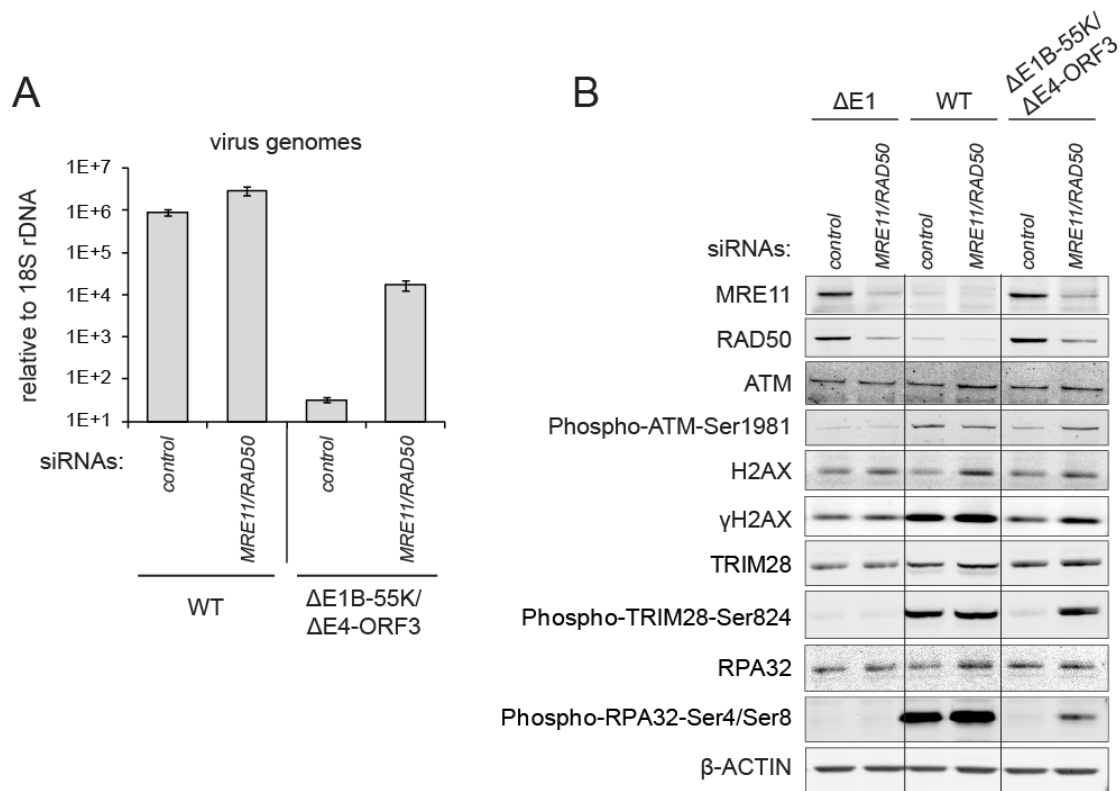 A
virus genomes
relative to 18S rDNA
1E+7
1E+6
1E+5
1E+4
1E+3
1E+2
1E+1
siRNAs:
control
MRE11/RAD50
control
MRE11/RAD50
WT
ΔE1B-55K/
ΔE4-ORF3
B
ΔE1
WT
ΔE1B-55K/
ΔE4-ORF3
siRNAs:
control
MRE11/RAD50
control
MRE11/RAD50
control
MRE11/RAD50
MRE11
RAD50
ATM
Phospho-ATM-Ser1981
H2AX
γH2AX
TRIM28
Phospho-TRIM28-Ser824
RPA32
Phospho-RPA32-Ser4/Ser8
β-ACTIN